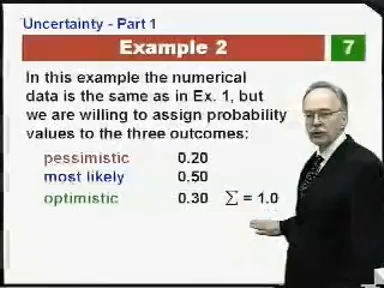 Uncertainty - Part 1
Example 2
7
In this example the numerical
data is the same as in Ex. 1, but
we are willing to assign probability
values to the three outcomes:
pessimistic 0.20
most likely 0.50
optimistic 0.30 ∑ = 1.0